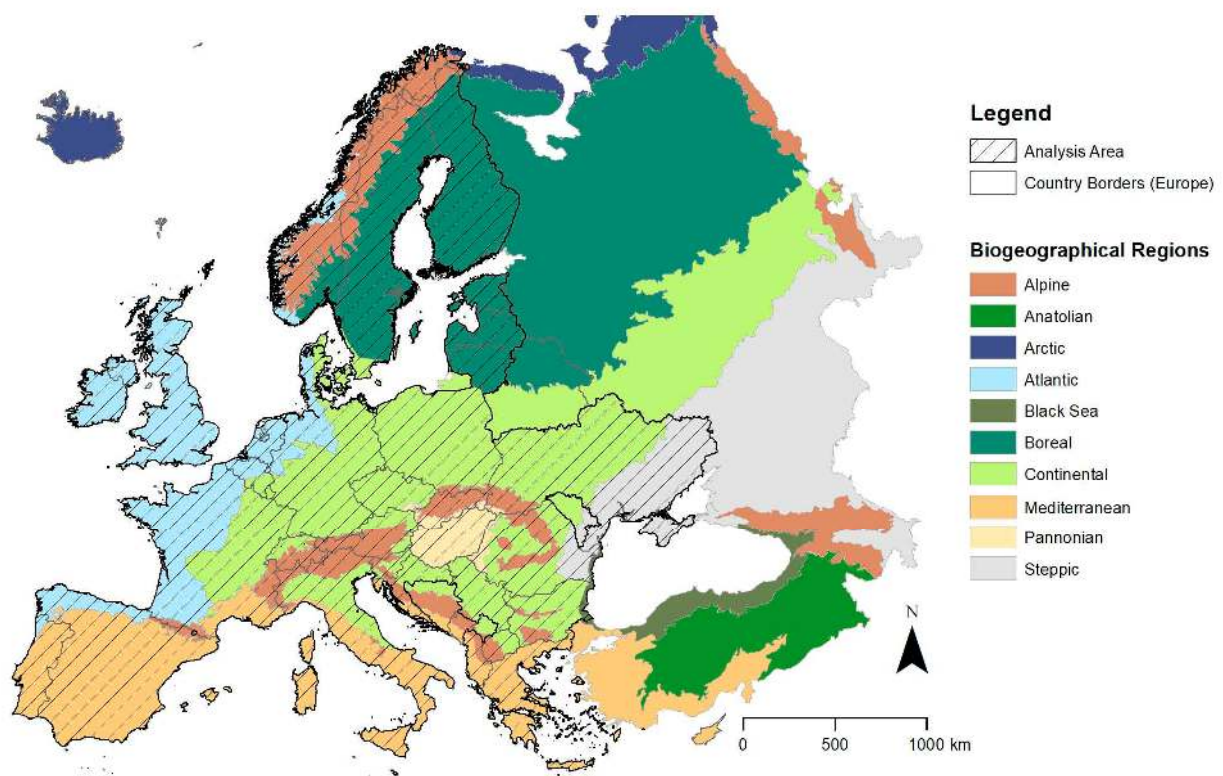 Legend
Analysis Area
Country Borders (Europe)
Biogeographical Regions
Alpine
Anatolian
Arctic
Atlantic
Black Sea
Boreal
Continental
Mediterranean
Pannonian
Steppic
N
0 500 1000 km